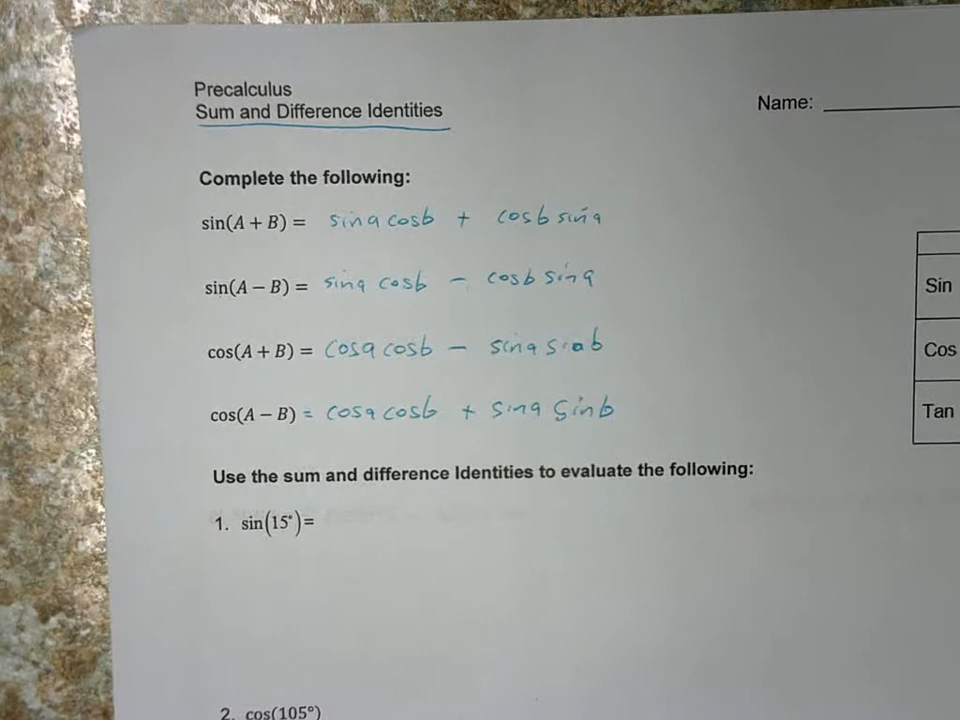 Precalculus
Sum and Difference Identities
Name:
Complete the following:
sin(A + B) = sina cosb + cosb sina
sin(A − B) = sina cosb − cosb sina
cos(A + B) = cosa cosb − sina sinb
cos(A − B) = cosa cosb + sina sinb
Sin
Cos
Tan
Use the sum and difference Identities to evaluate the following:
1. sin(15°)=
2. cos(105°)